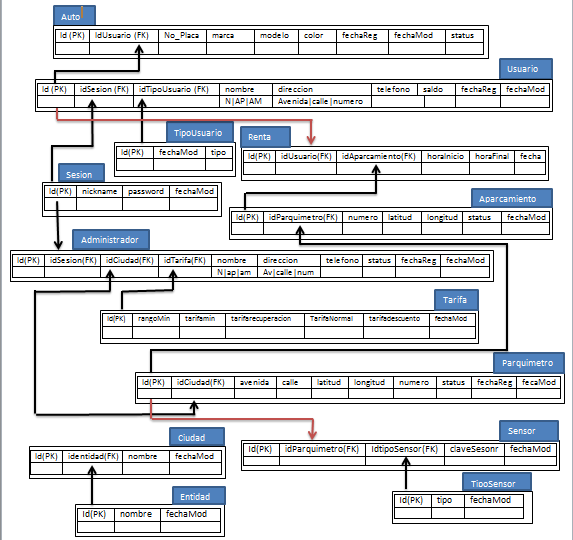 Auto
Id (PK) IdUsuario (FK) No_Placa marca modelo color fechaReg fechaMod status
Usuario
Id (PK) idSesion (FK) idTipoUsuario (FK) nombre direccion telefono saldo fechaReg fechaMod
N|AP|AM Avenida|calle|numero
TipoUsuario
Id(PK) fechaMod tipo
Renta
Id(PK) idUsuario(FK) idAparcamiento(FK) horaInicio horaFinal fecha
Sesion
Id(PK) nickname password fechaMod
Aparcamiento
Id(PK) idParquimetro(FK) numero latitud longitud status fechaMod
Administrador
Id(PK) idSesion(FK) idCiudad(FK) idTarifa(FK) nombre direccion telefono status fechaReg fechaMod
N|ap|am Av|calle|num
Tarifa
Id(PK) rangoMin tarifamin tarifarecuperacion TarifaNormal tarifadescuento fechaMod
Parquimetro
Id(PK) idCiudad(FK) avenida calle latitud longitud numero status fechaReg fecaMod
Ciudad
Id(PK) identidad(FK) nombre fechaMod
Sensor
Id(PK) idParquimetro(FK) IdtipoSensor(FK) claveSesonr fechaMod
Entidad
Id(PK) nombre fechaMod
TipoSensor
Id(PK) tipo fechaMod